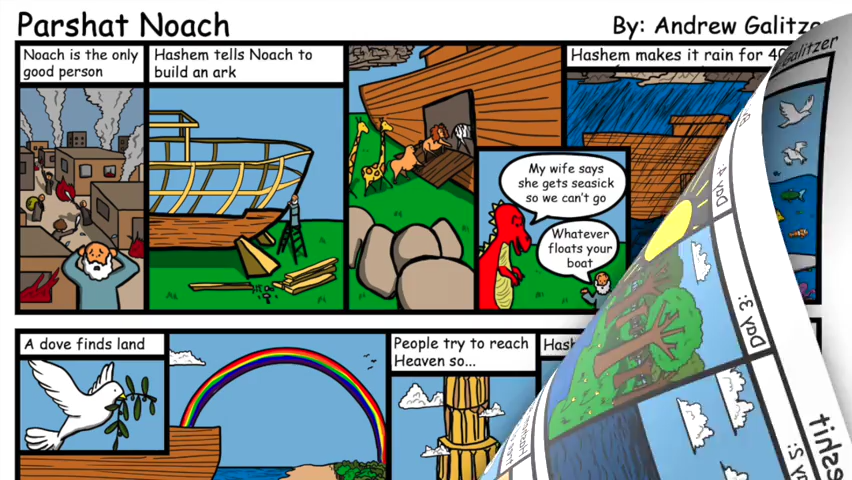 Parshat Noach
By: Andrew Galitzer
Noach is the only
good person
Hashem tells Noach to
build an ark
Hashem makes it rain for 40
My wife says
she gets seasick
so we can't go
Whatever
floats your
boat
A dove finds land
People try to reach
Heaven so...
Hash
Galitzer
Day 3: